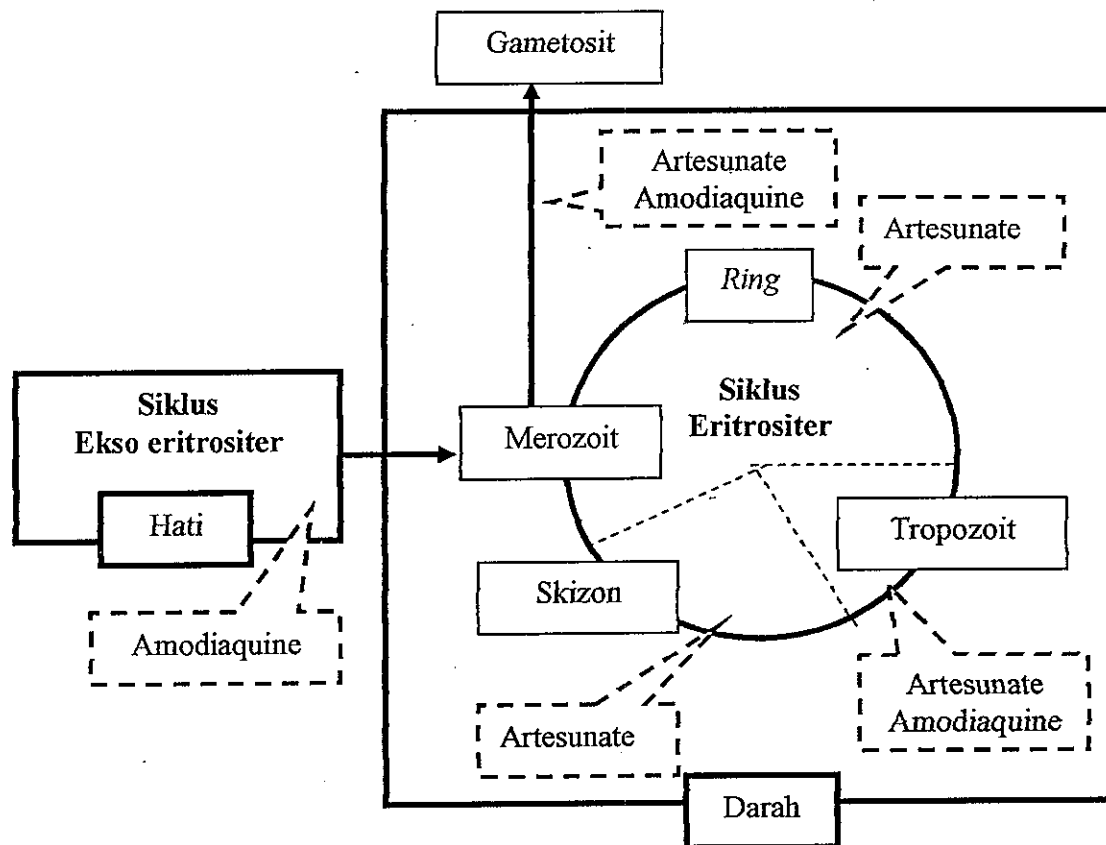 Gametosit
Artesunate
Amodiaquine
Artesunate
Ring
Siklus
Ekso eritrositer
Siklus
Eritrositer
Merozoit
Hati
Tropozoit
Skizon
Amodiaquine
Artesunate
Amodiaquine
Artesunate
Darah